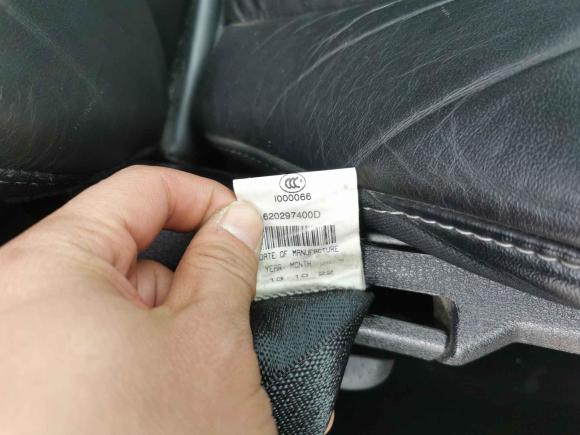 CCC
I000066
620297400D
DATE OF MANUFACTURE
YEAR MONTH